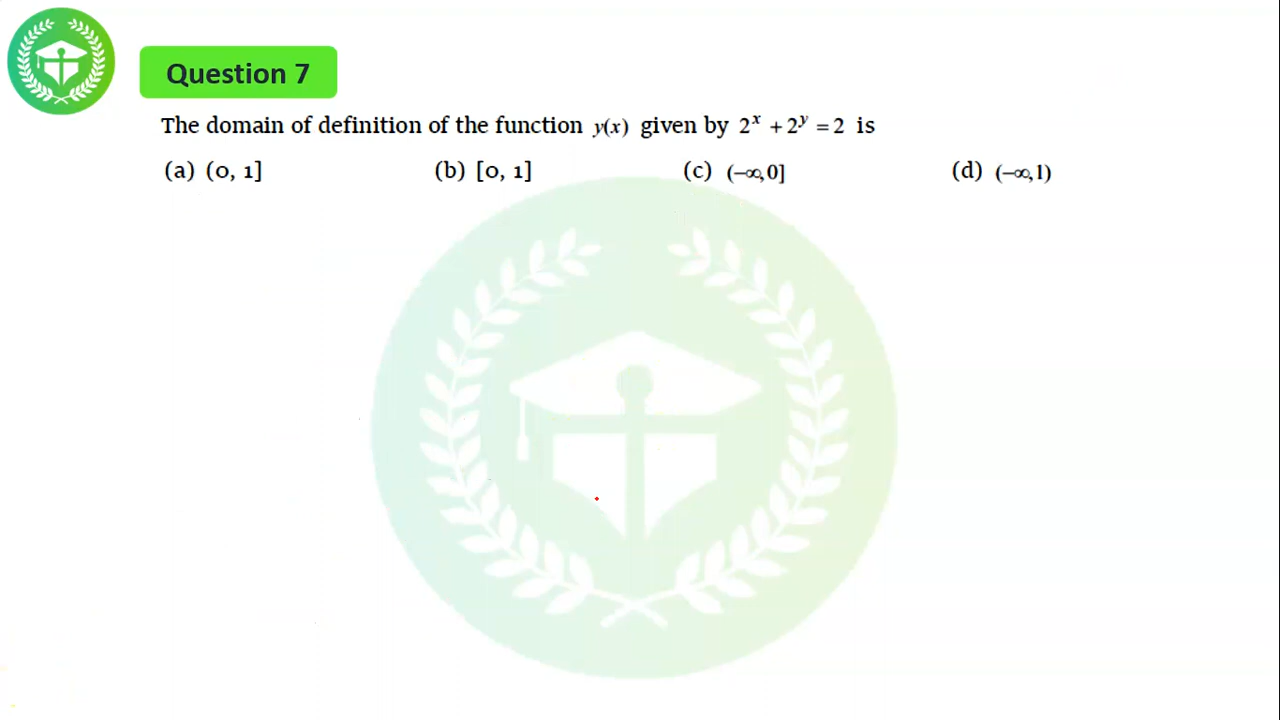 Question 7
The domain of definition of the function y(x) given by 2^x + 2^y = 2 is
(a) (0, 1] (b) [0, 1] (c) (−∞,0] (d) (−∞,1)